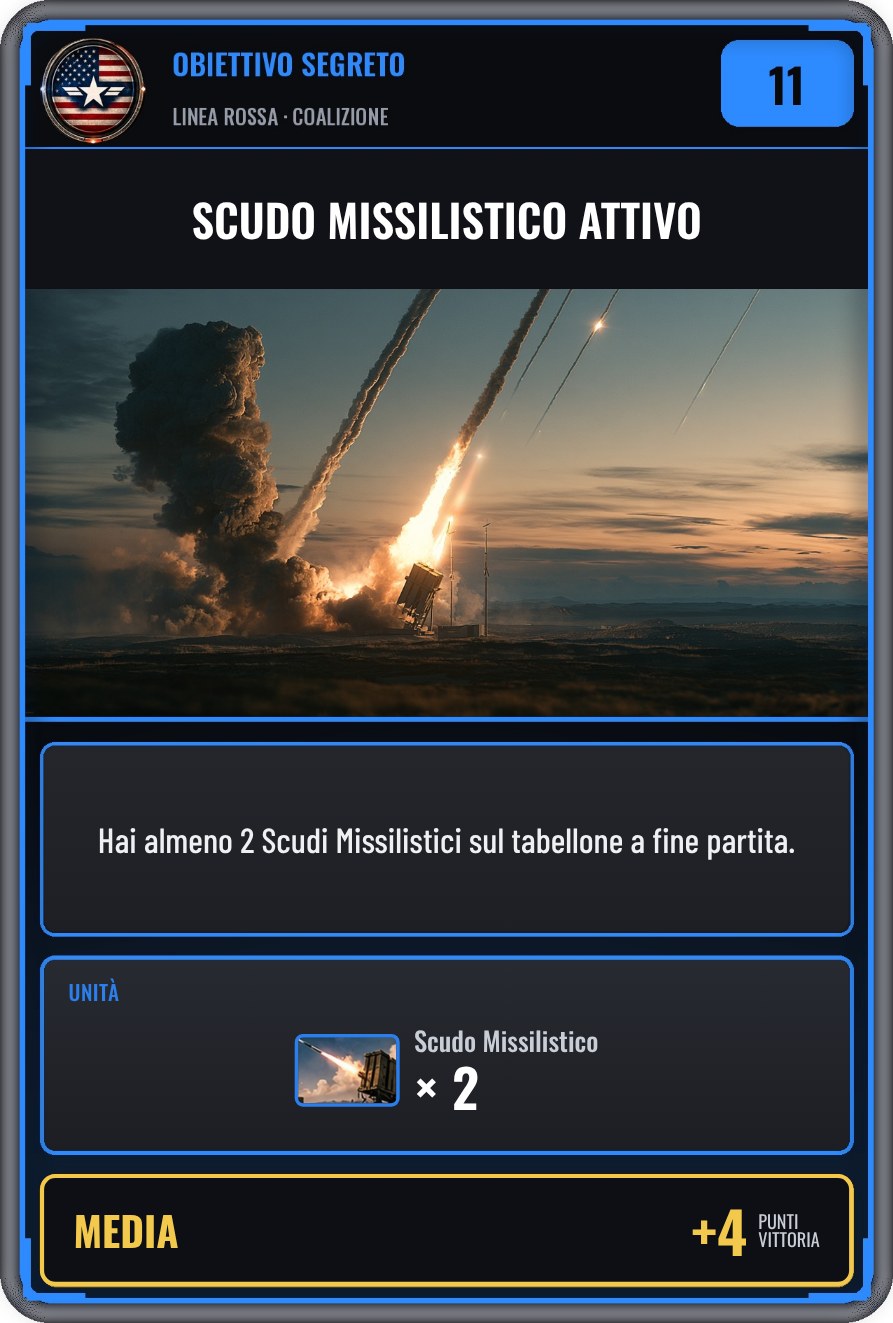 OBIETTIVO SEGRETO
LINEA ROSSA · COALIZIONE
11
SCUDO MISSILISTICO ATTIVO
Hai almeno 2 Scudi Missilistici sul tabellone a fine partita.
UNITÀ
Scudo Missilistico
× 2
MEDIA
+4 PUNTI
VITTORIA